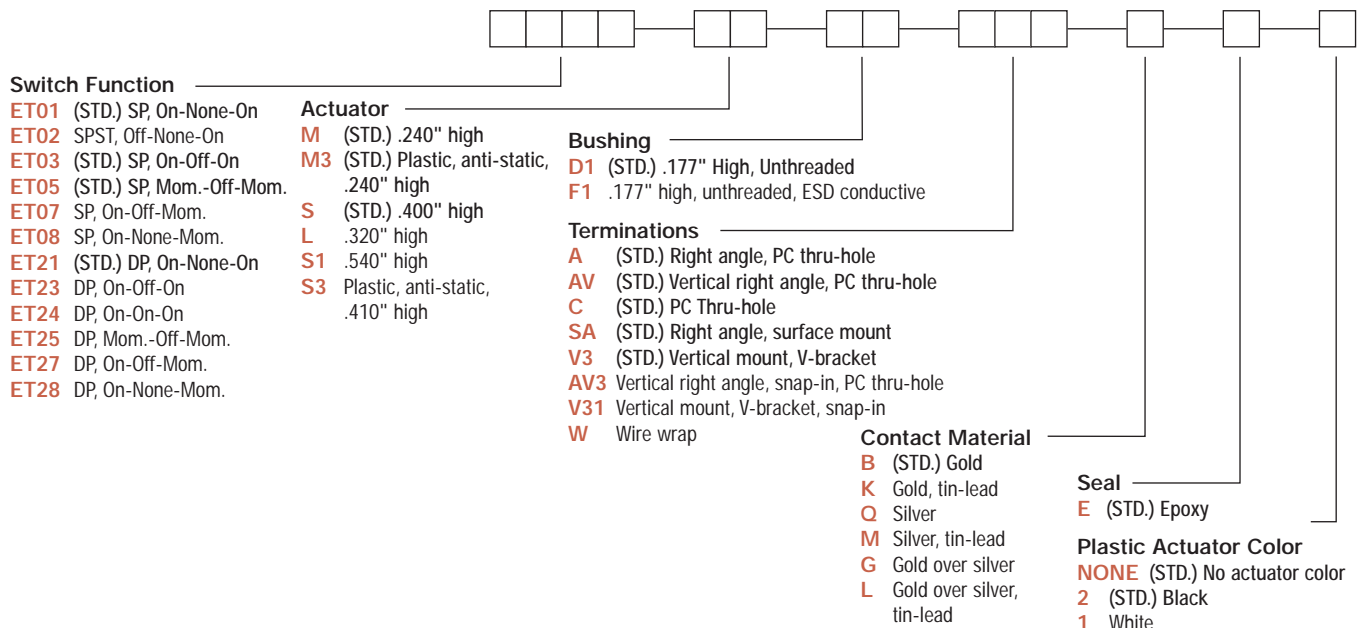 Switch Function
ET01 (STD.) SP, On-None-On
ET02 SPST, Off-None-On
ET03 (STD.) SP, On-Off-On
ET05 (STD.) SP, Mom.-Off-Mom.
ET07 SP, On-Off-Mom.
ET08 SP, On-None-Mom.
ET21 (STD.) DP, On-None-On
ET23 DP, On-Off-On
ET24 DP, On-On-On
ET25 DP, Mom.-Off-Mom.
ET27 DP, On-Off-Mom.
ET28 DP, On-None-Mom.
Actuator
M (STD.) .240" high
M3 (STD.) Plastic, anti-static,
.240" high
S (STD.) .400" high
L .320" high
S1 .540" high
S3 Plastic, anti-static,
.410" high
Bushing
D1 (STD.) .177" High, Unthreaded
F1 .177" high, unthreaded, ESD conductive
Terminations
A (STD.) Right angle, PC thru-hole
AV (STD.) Vertical right angle, PC thru-hole
C (STD.) PC Thru-hole
SA (STD.) Right angle, surface mount
V3 (STD.) Vertical mount, V-bracket
AV3 Vertical right angle, snap-in, PC thru-hole
V31 Vertical mount, V-bracket, snap-in
W Wire wrap
Contact Material
B (STD.) Gold
K Gold, tin-lead
Q Silver
M Silver, tin-lead
G Gold over silver
L Gold over silver,
tin-lead
Seal
E (STD.) Epoxy
Plastic Actuator Color
NONE (STD.) No actuator color
2 (STD.) Black
1 White